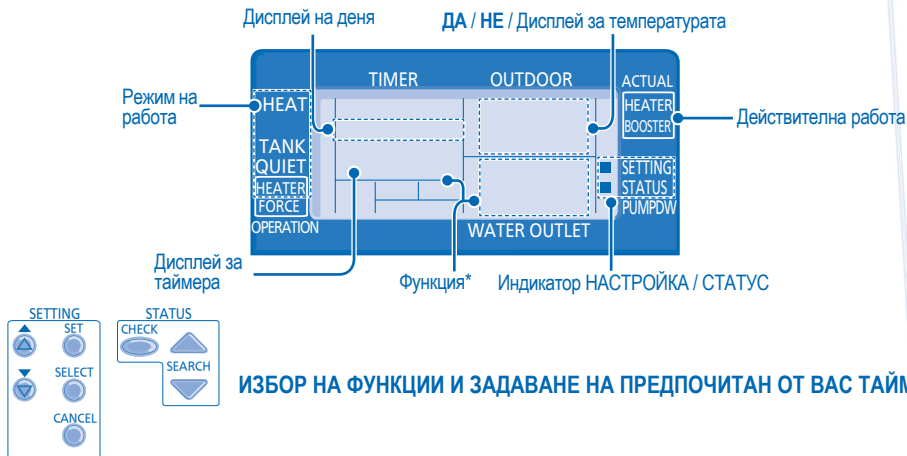 Дисплей на деня
ДА / НЕ / Дисплей за температурата
TIMER OUTDOOR ACTUAL
Режим на работа
HEAT
TANK
QUIET
HEATER
FORCE
OPERATION
HEATER
BOOSTER
Действителна работа
SETTING
STATUS
PUMPDW
WATER OUTLET
Дисплей за таймера
Функция*
Индикатор НАСТРОЙКА / СТАТУС
SETTING
SET
SELECT
CANCEL
STATUS
CHECK
SEARCH
ИЗБОР НА ФУНКЦИИ И ЗАДАВАНЕ НА ПРЕДПОЧИТАН ОТ ВАС